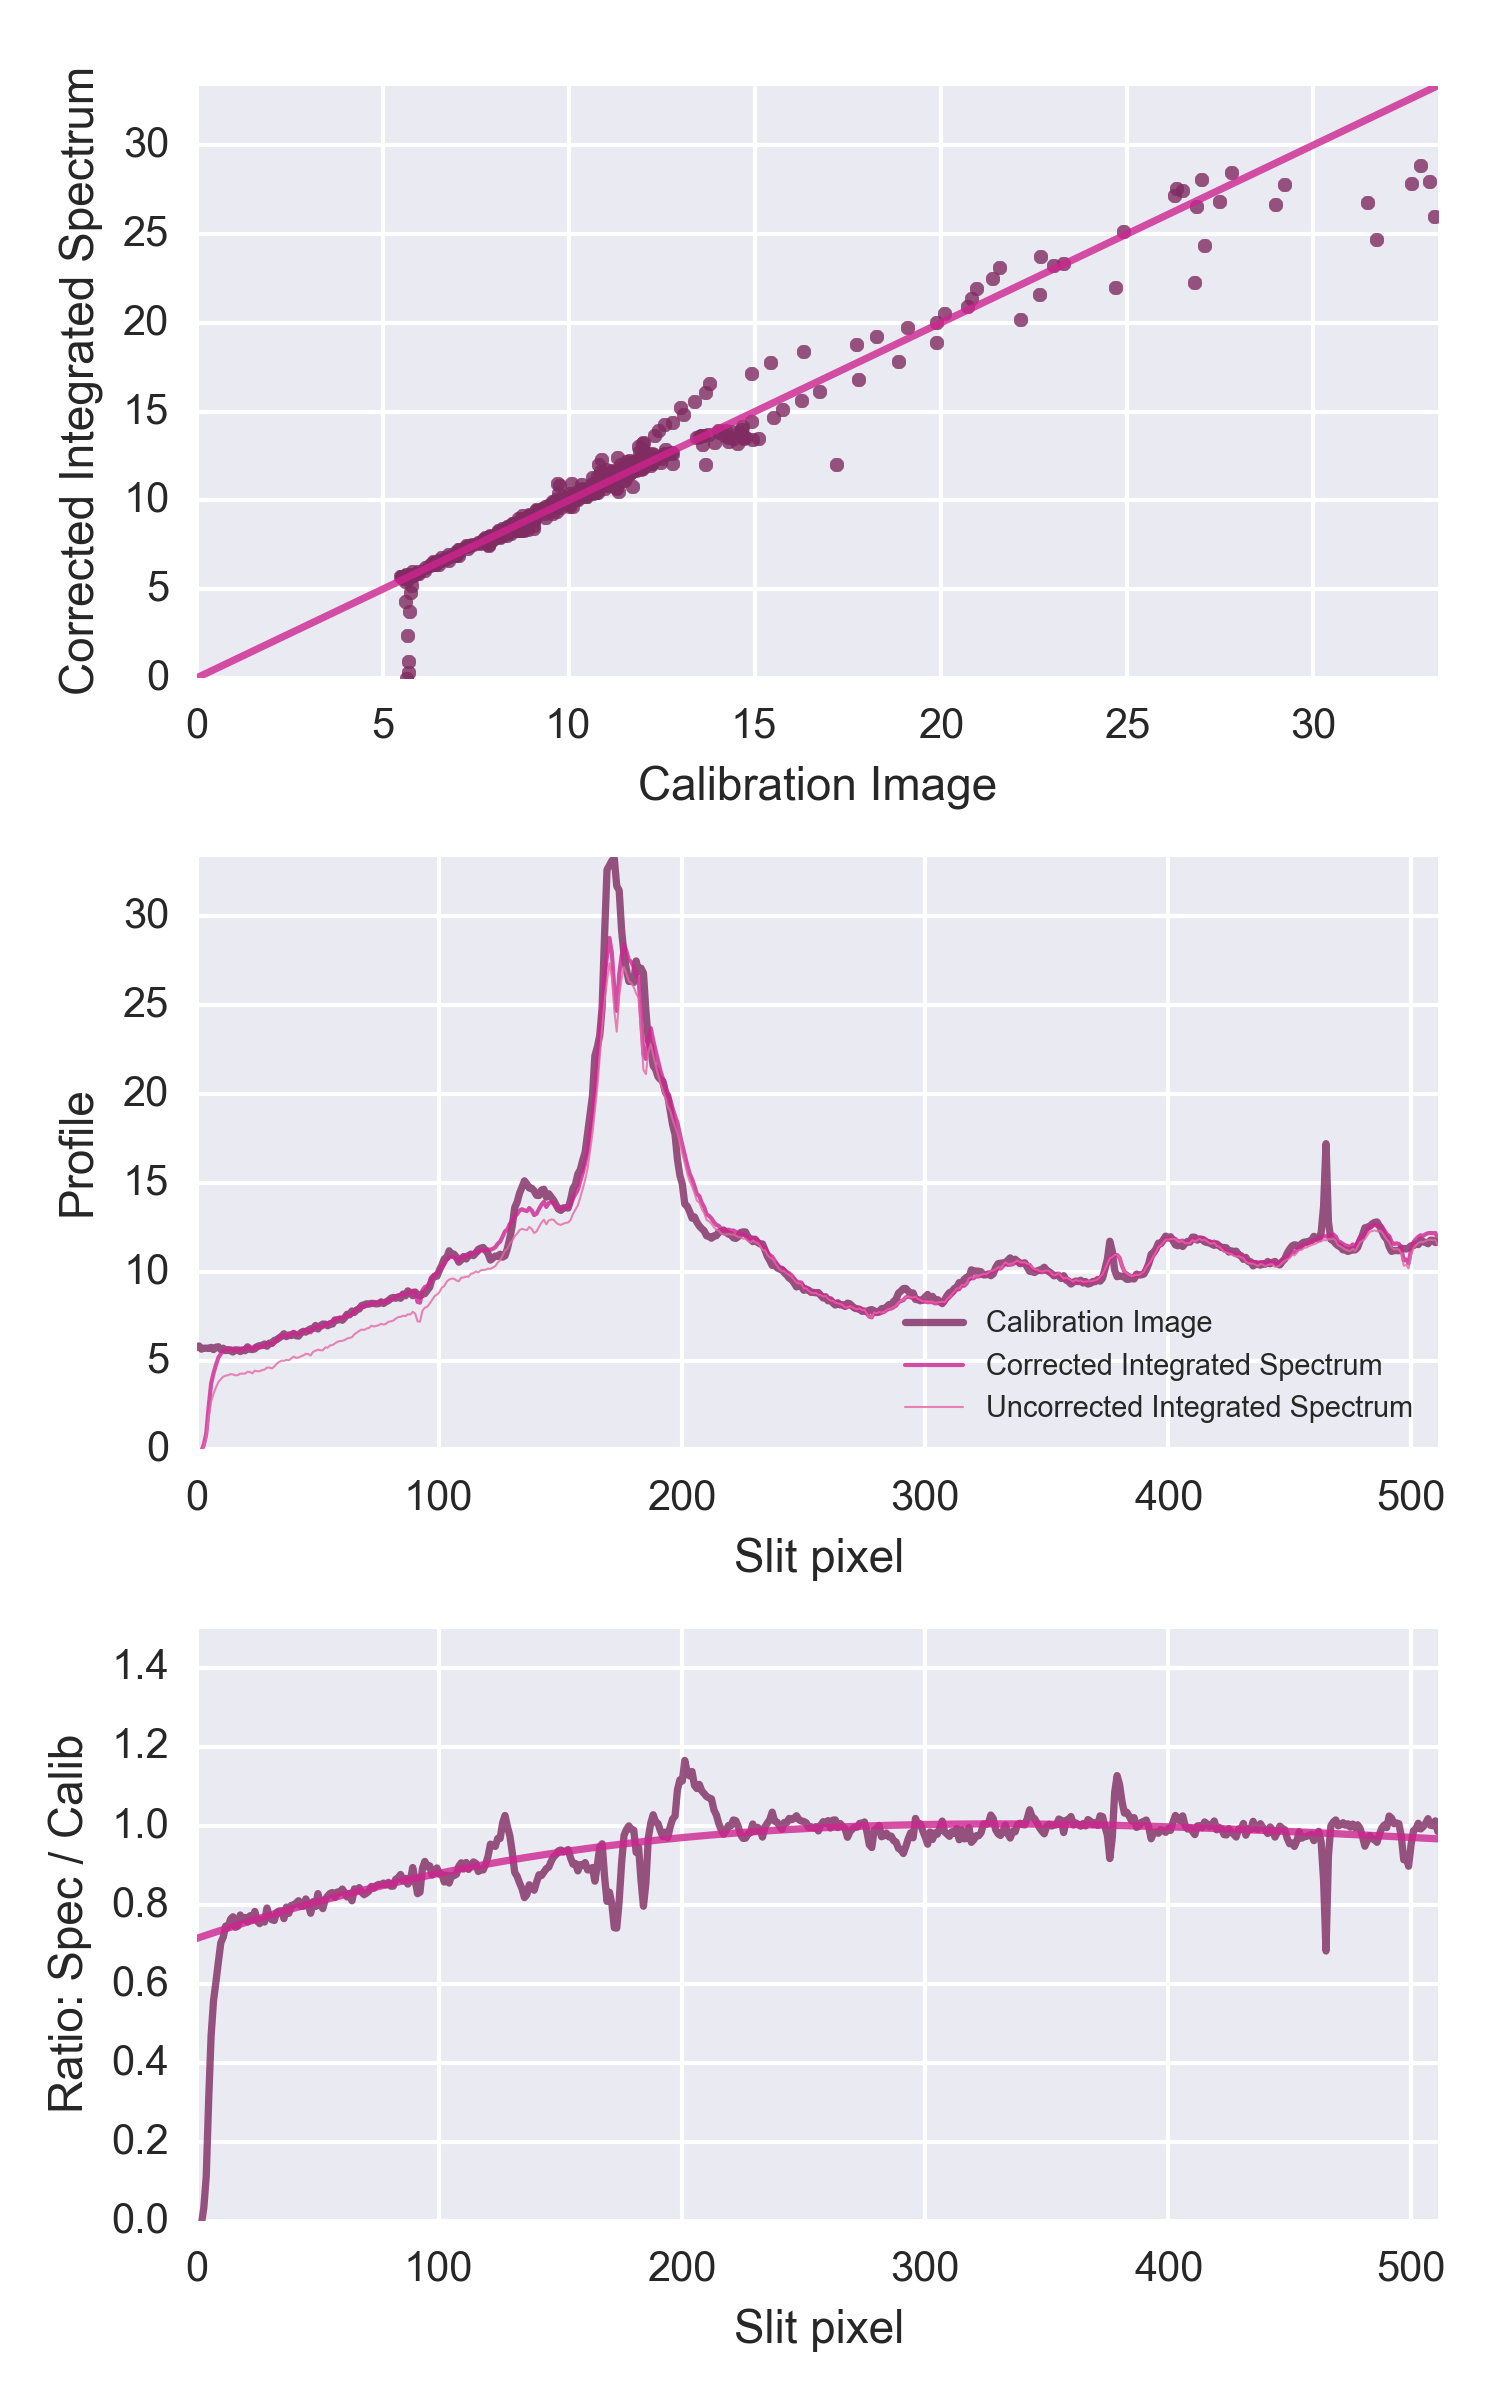 Corrected Integrated Spectrum
30
25
20
15
10
5
0
0 5 10 15 20 25 30
Calibration Image
Profile
30
25
20
15
10
5
0
Calibration Image
Corrected Integrated Spectrum
Uncorrected Integrated Spectrum
0 100 200 300 400 500
Slit pixel
Ratio: Spec / Calib
1.4
1.2
1.0
0.8
0.6
0.4
0.2
0.0
0 100 200 300 400 500
Slit pixel